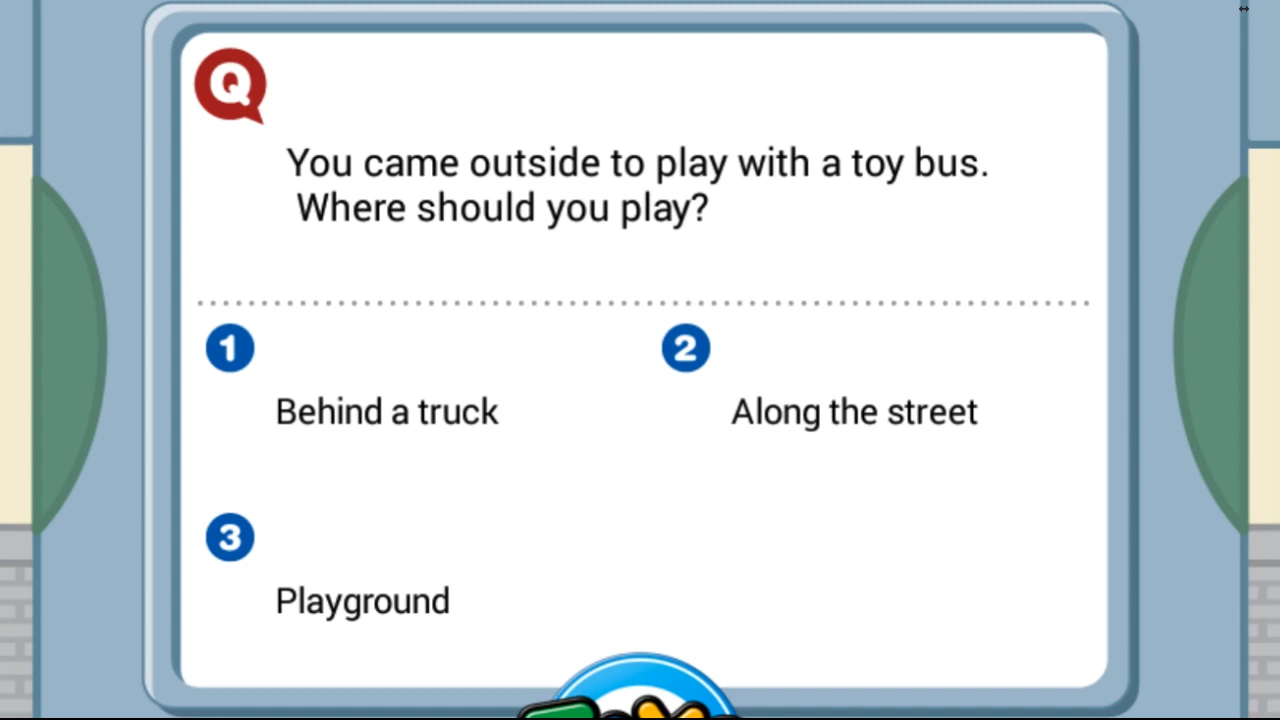 Q
You came outside to play with a toy bus.
Where should you play?
1
Behind a truck
2
Along the street
3
Playground